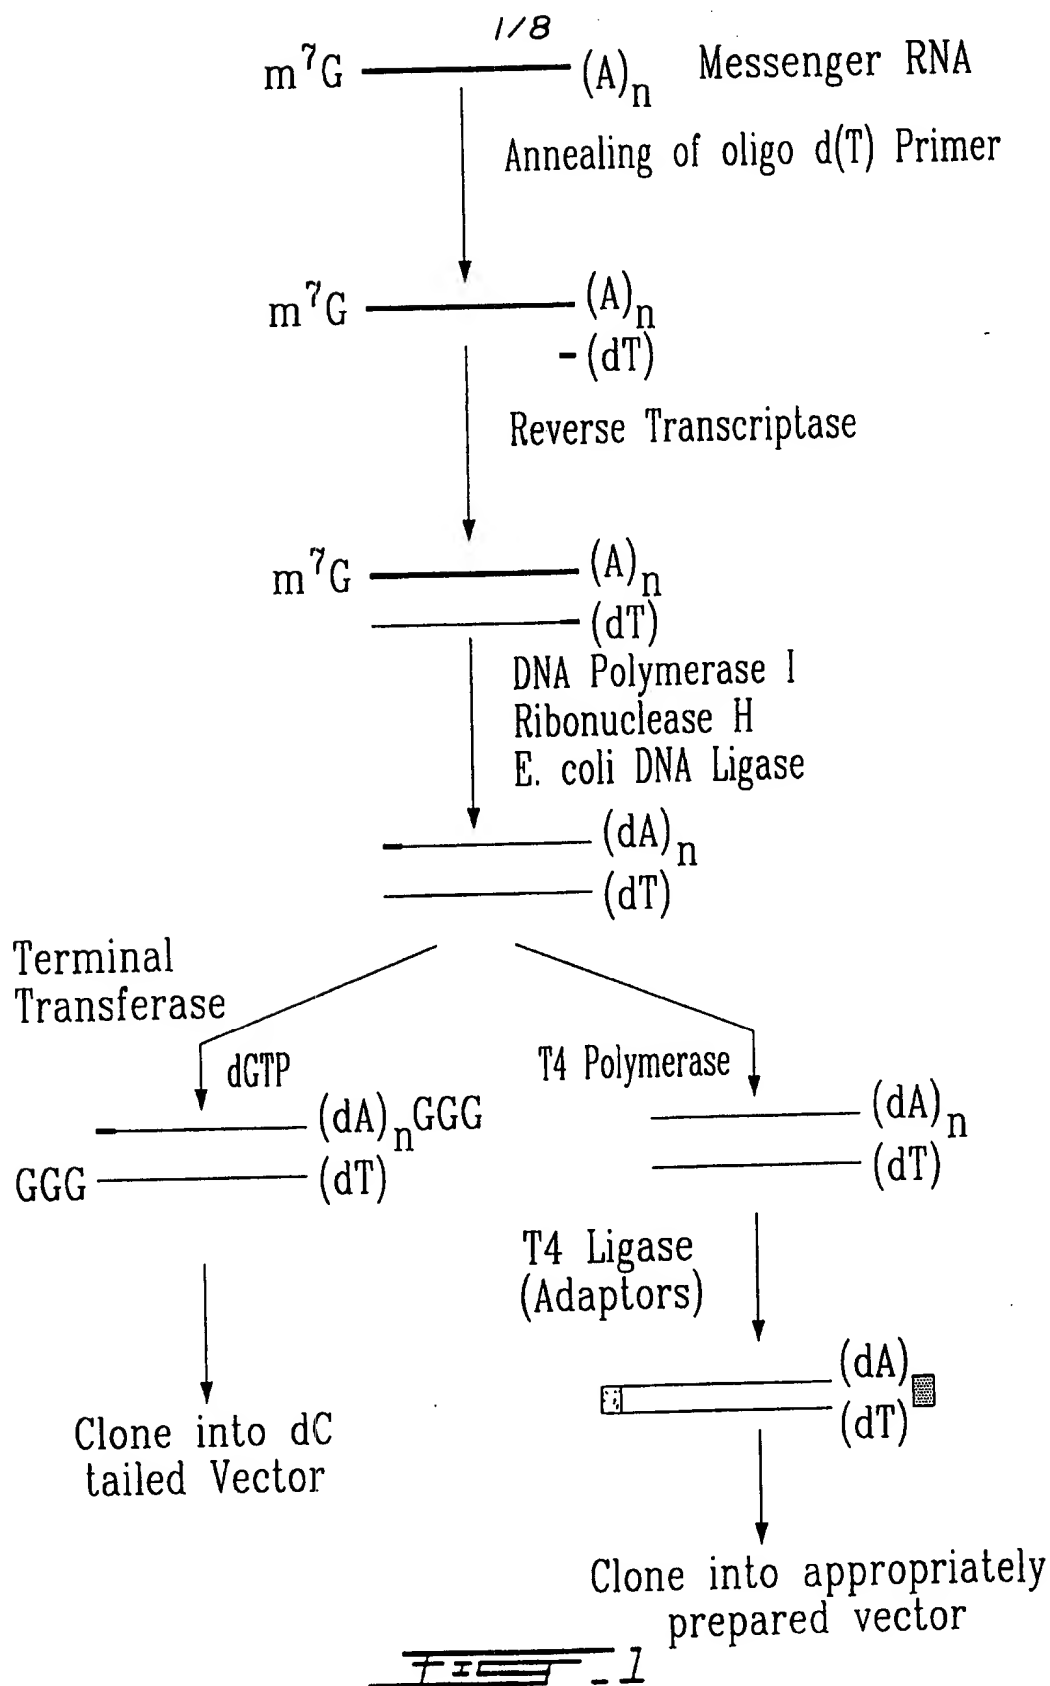 1/8
m⁷G (A)n Messenger RNA
Annealing of oligo d(T) Primer
m⁷G (A)n
(dT)
Reverse Transcriptase
m⁷G (A)n
(dT)
DNA Polymerase I
Ribonuclease H
E. coli DNA Ligase
(dA)n
(dT)
Terminal
Transferase
dGTP
(dA)nGGG
GGG (dT)
Clone into dC
tailed Vector
T4 Polymerase
(dA)n
(dT)
T4 Ligase
(Adaptors)
(dA)
(dT)
Clone into appropriately
prepared vector
FIG_1